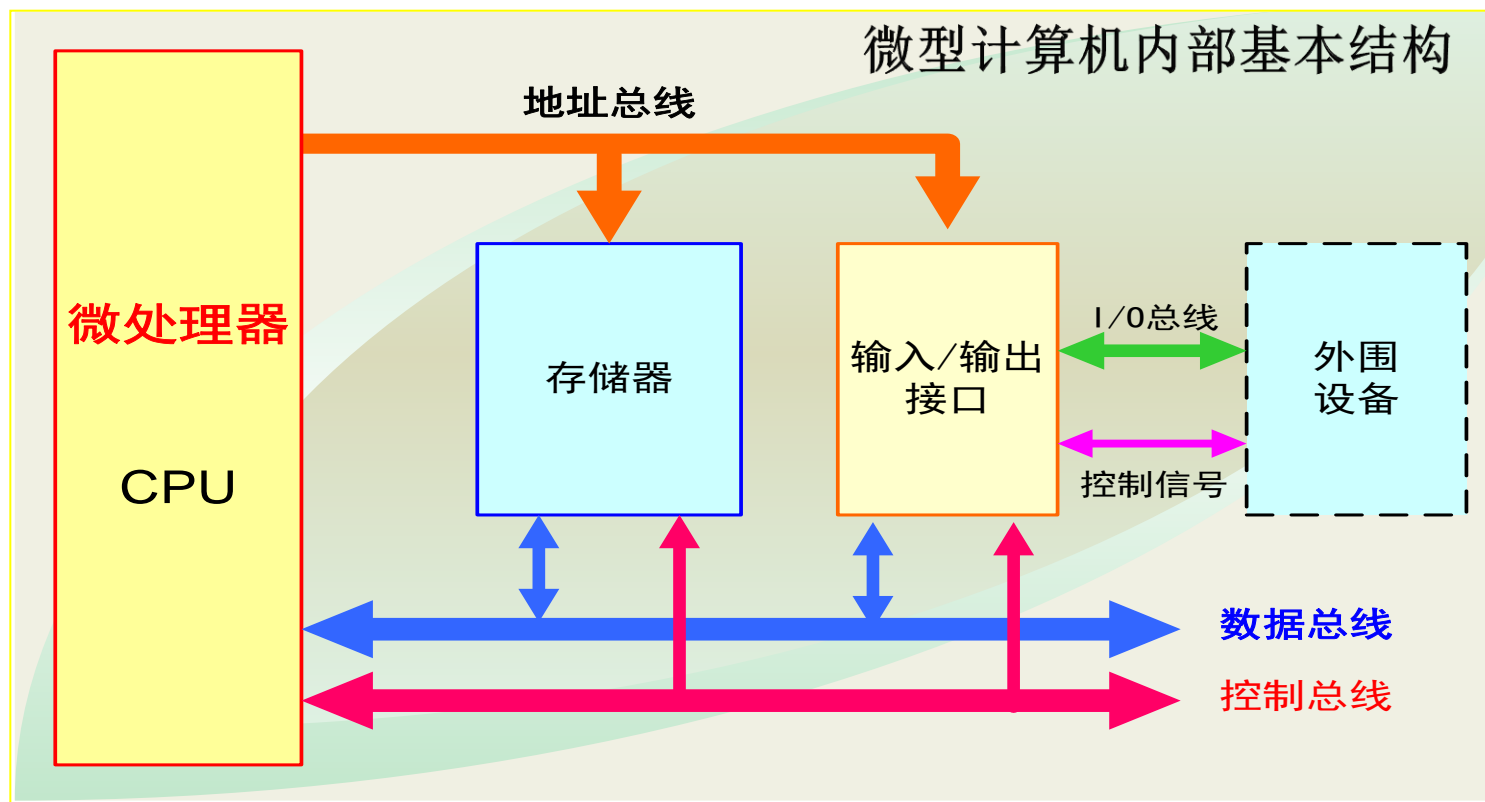 微型计算机内部基本结构
地址总线
微处理器
CPU
存储器
输入/输出
接口
I/O总线
控制信号
外围
设备
数据总线
控制总线